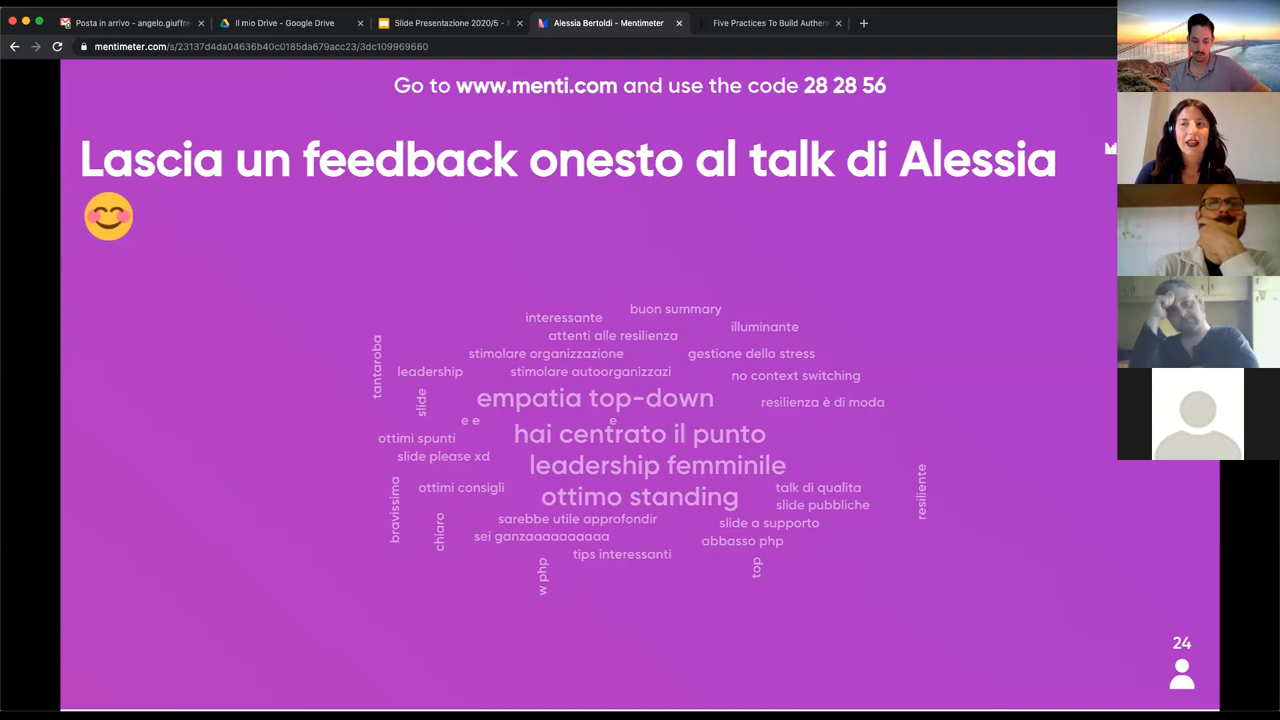 Posta in arrivo - angelo.giuffre
Il mio Drive - Google Drive
Slide Presentazione 2020/5 -
Alessia Bertoldi - Mentimeter
Five Practices To Build Authen
mentimeter.com/s/23137d4da04636b40c0185da679acc23/3dc109969660
Go to www.menti.com and use the code 28 28 56
Lascia un feedback onesto al talk di Alessia
😊
buon summary
interessante
illuminante
attenti alle resilienza
tantaroba
stimolare organizzazione
gestione dello stress
leadership
stimolare autoorganizzazi
no context switching
slide
empatia top-down
resilienza è di moda
e e
e
hai centrato il punto
ottimi spunti
slide please xd
leadership femminile
resiliente
bravissima
ottimi consigli
ottimo standing
talk di qualita
slide pubbliche
chiaro
sarebbe utile approfondir
slide a supporto
sei ganzaaaaaaaaaa
abbasso php
tips interessanti
w php
top
24